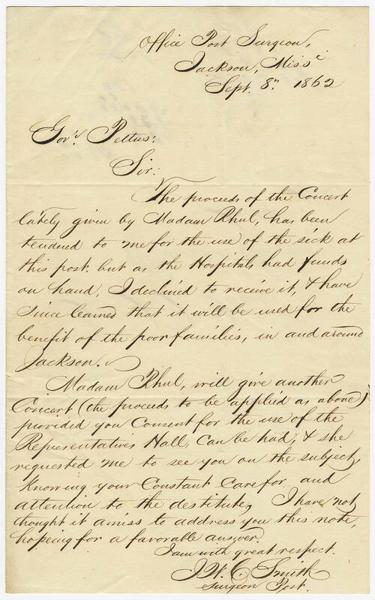 Office Post Surgeon,
Jackson, Miss
Sept. 8th 1862
Gov. Pettus:
Sir:
The proceeds of the Concert
lately given by Madam Ruhl, has been
tendred to me for the use of the sick at
this post, but as the Hospitals had funds
on hand, I declined to receive it, & have
since learned that it will be used for the
benefit of the poor families, in and around
Jackson.
Madam Ruhl, will give another
Concert (the proceeds to be applied as above)
provided you Consent for the use of the
Representatives Hall, Can be had; & she
requested me to see you on the subject,
Knowing your Constant Care for and
attention to the destitute, I have not
thought it amiss to address you this note,
hoping for a favorable answer.
I am with great respect.
Smith
Surgeon Post.